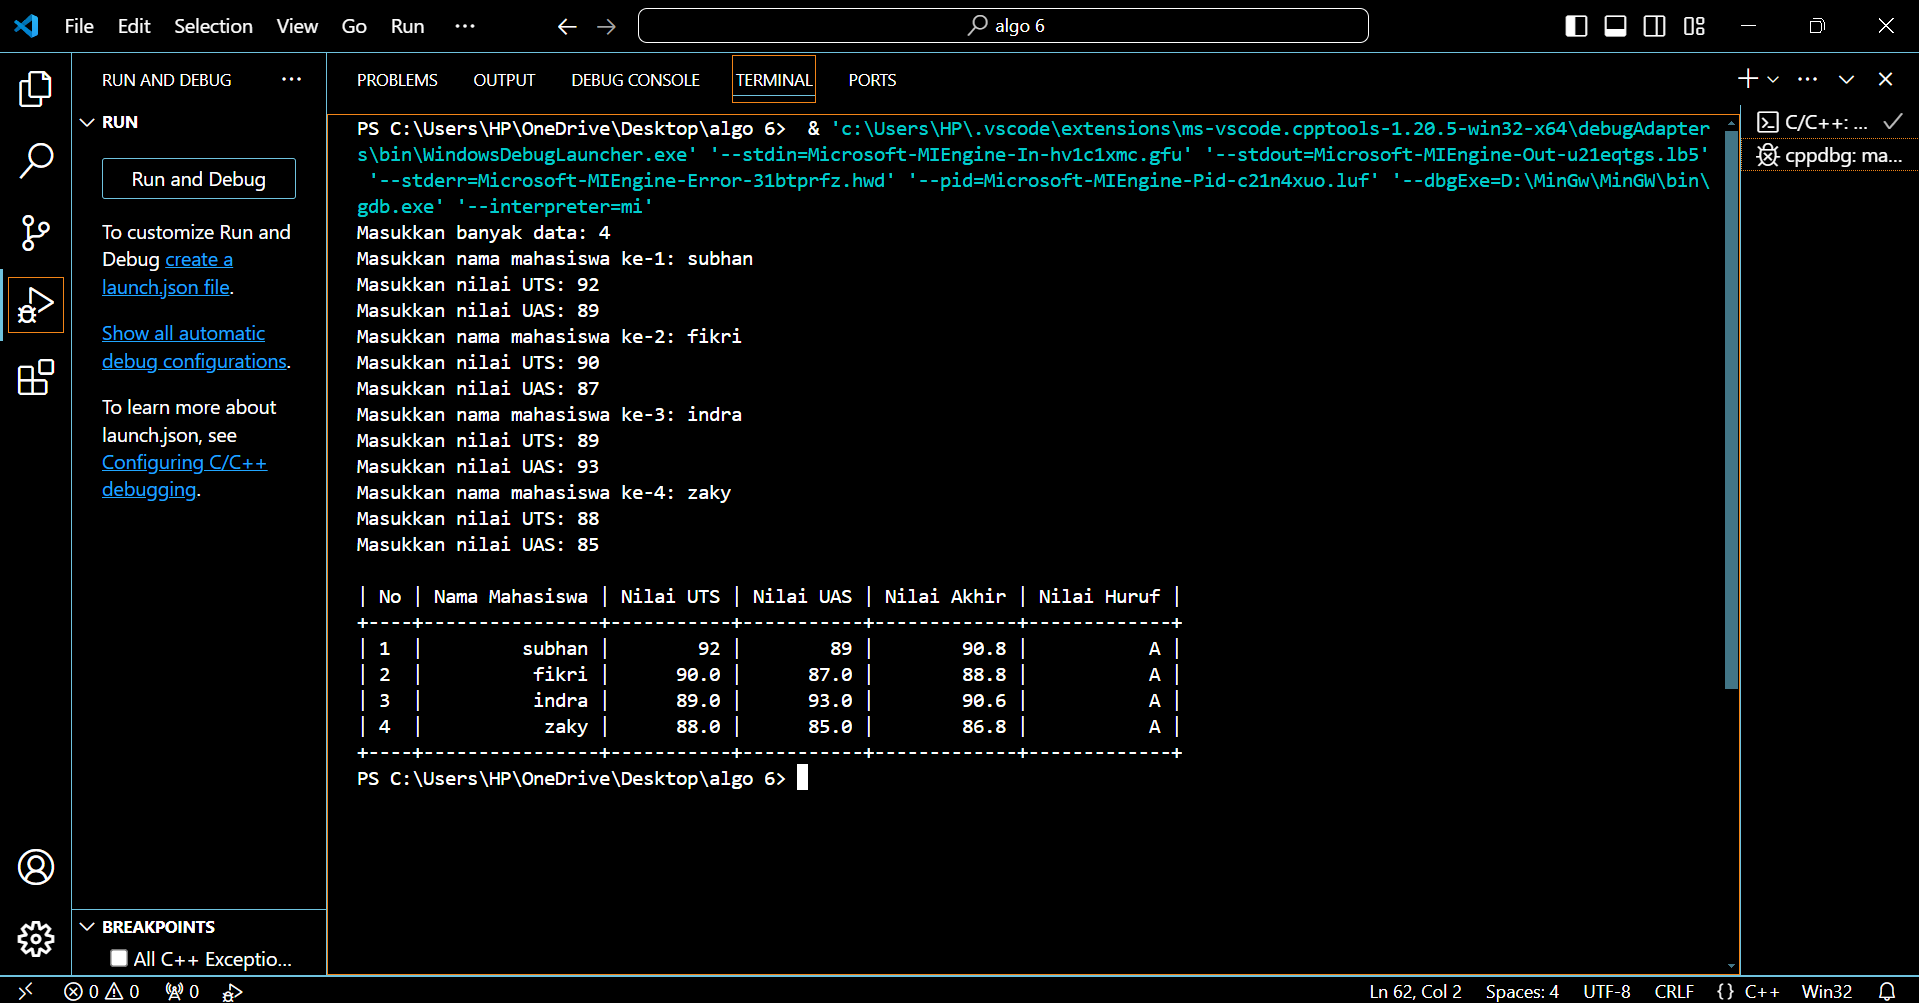 File Edit Selection View Go Run ··· algo 6
RUN AND DEBUG ···
RUN
Run and Debug
To customize Run and
Debug create a
launch.json file.
Show all automatic
debug configurations.
To learn more about
launch.json, see
Configuring C/C++
debugging.
BREAKPOINTS
All C++ Exceptio...
PROBLEMS OUTPUT DEBUG CONSOLE TERMINAL PORTS
PS C:\Users\HP\OneDrive\Desktop\algo 6>  & 'c:\Users\HP\.vscode\extensions\ms-vscode.cpptools-1.20.5-win32-x64\debugAdapter
s\bin\WindowsDebugLauncher.exe' '--stdin=Microsoft-MIEngine-In-hv1c1xmc.gfu' '--stdout=Microsoft-MIEngine-Out-u21eqtgs.lb5'
 '--stderr=Microsoft-MIEngine-Error-31btprfz.hwd' '--pid=Microsoft-MIEngine-Pid-c21n4xuo.luf' '--dbgExe=D:\MinGw\MinGW\bin\
gdb.exe' '--interpreter=mi'
Masukkan banyak data: 4
Masukkan nama mahasiswa ke-1: subhan
Masukkan nilai UTS: 92
Masukkan nilai UAS: 89
Masukkan nama mahasiswa ke-2: fikri
Masukkan nilai UTS: 90
Masukkan nilai UAS: 87
Masukkan nama mahasiswa ke-3: indra
Masukkan nilai UTS: 89
Masukkan nilai UAS: 93
Masukkan nama mahasiswa ke-4: zaky
Masukkan nilai UTS: 88
Masukkan nilai UAS: 85
| No | Nama Mahasiswa | Nilai UTS | Nilai UAS | Nilai Akhir | Nilai Huruf |
+----+----------------+-----------+-----------+-------------+-------------+
| 1  |         subhan |        92 |        89 |        90.8 |           A |
| 2  |          fikri |      90.0 |      87.0 |        88.8 |           A |
| 3  |          indra |      89.0 |      93.0 |        90.6 |           A |
| 4  |           zaky |      88.0 |      85.0 |        86.8 |           A |
+----+----------------+-----------+-----------+-------------+-------------+
PS C:\Users\HP\OneDrive\Desktop\algo 6>
C/C++: ...
cppdbg: ma...
0 0 0 Ln 62, Col 2 Spaces: 4 UTF-8 CRLF {} C++ Win32